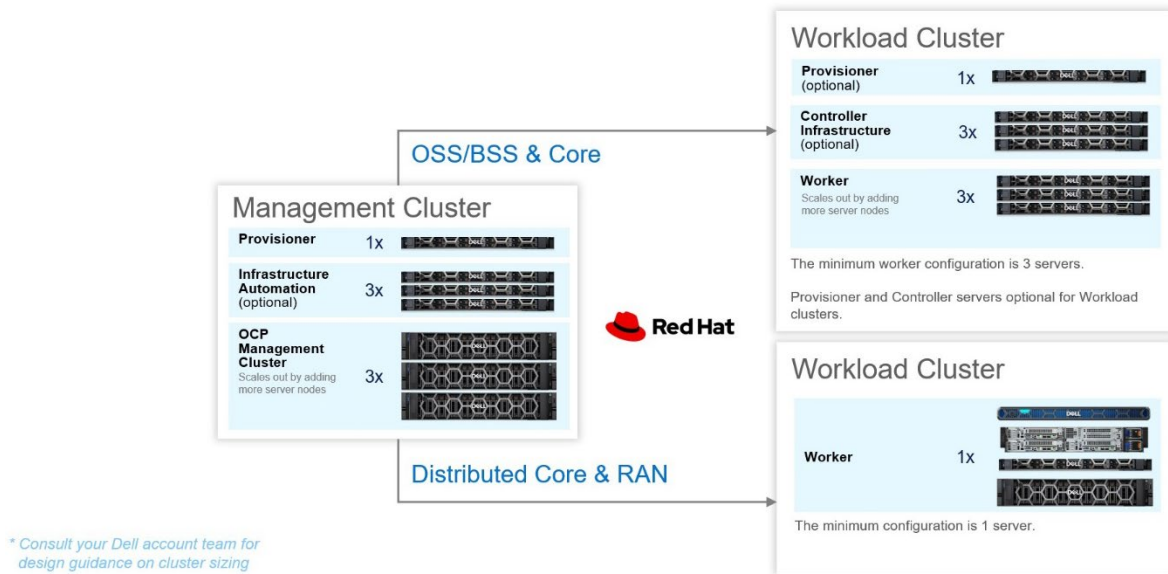 Workload Cluster
Provisioner
(optional)
1x
Controller
Infrastructure
(optional)
3x
Worker
Scales out by adding
more server nodes
3x
The minimum worker configuration is 3 servers.
Provisioner and Controller servers optional for Workload
clusters.
OSS/BSS & Core
Management Cluster
Provisioner
1x
Infrastructure
Automation
(optional)
3x
OCP
Management
Cluster
Scales out by adding
more server nodes
3x
Red Hat
Distributed Core & RAN
Workload Cluster
Worker
1x
DELL
The minimum configuration is 1 server.
* Consult your Dell account team for
design guidance on cluster sizing